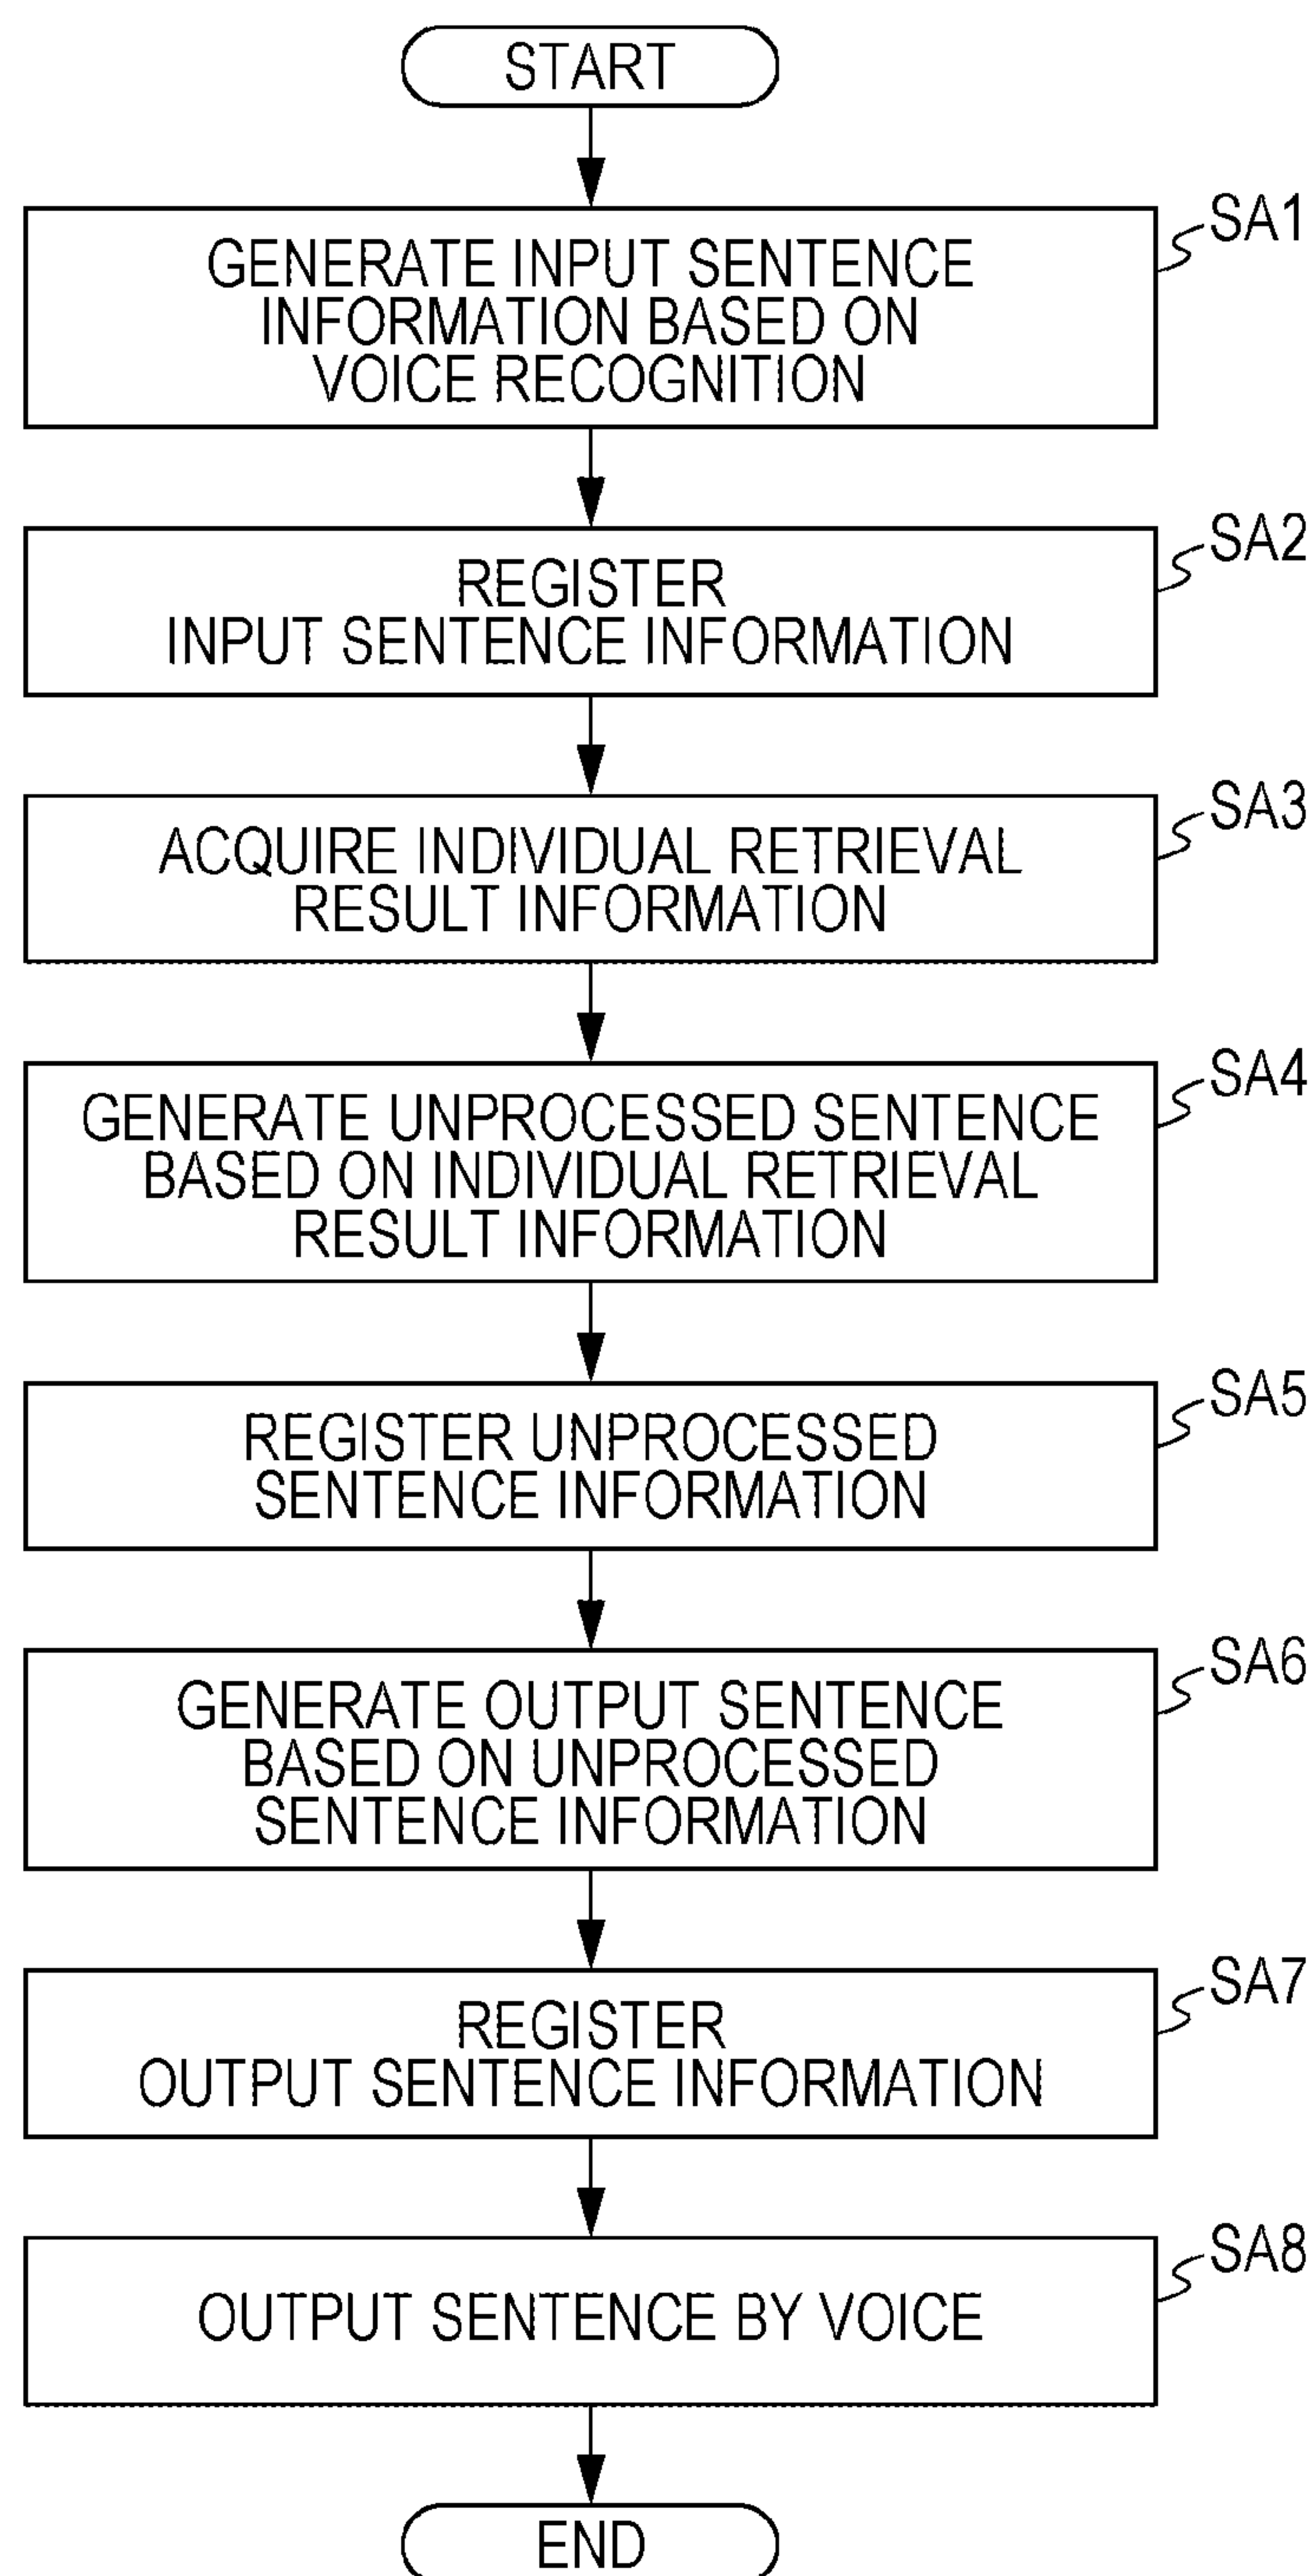 START
SA1
GENERATE INPUT SENTENCE
INFORMATION BASED ON
VOICE RECOGNITION
SA2
REGISTER
INPUT SENTENCE INFORMATION
SA3
ACQUIRE INDIVIDUAL RETRIEVAL
RESULT INFORMATION
SA4
GENERATE UNPROCESSED SENTENCE
BASED ON INDIVIDUAL RETRIEVAL
RESULT INFORMATION
SA5
REGISTER UNPROCESSED
SENTENCE INFORMATION
SA6
GENERATE OUTPUT SENTENCE
BASED ON UNPROCESSED
SENTENCE INFORMATION
SA7
REGISTER
OUTPUT SENTENCE INFORMATION
SA8
OUTPUT SENTENCE BY VOICE
END